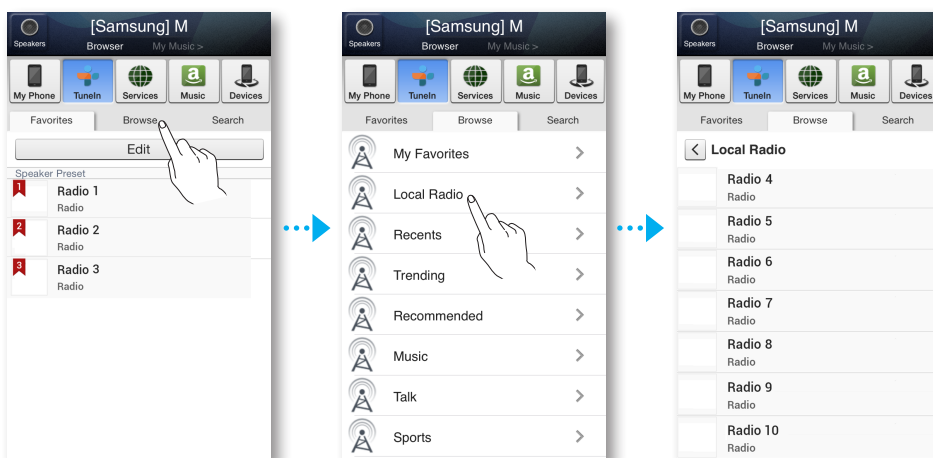 [Samsung] M
Speakers
Browser My Music >
My Phone TuneIn Services Music Devices
Favorites Browse Search
Edit
Speaker Preset
1
Radio 1
Radio
2
Radio 2
Radio
3
Radio 3
Radio
[Samsung] M
Speakers
Browser My Music >
My Phone TuneIn Services a Music Devices
Favorites Browse Search
My Favorites
Local Radio
Recents
Trending
Recommended
Music
Talk
Sports
[Samsung] M
Speakers
Browser My Music >
My Phone TuneIn Services a Music Devices
Favorites Browse Search
Local Radio
Radio 4
Radio
Radio 5
Radio
Radio 6
Radio
Radio 7
Radio
Radio 8
Radio
Radio 9
Radio
Radio 10
Radio